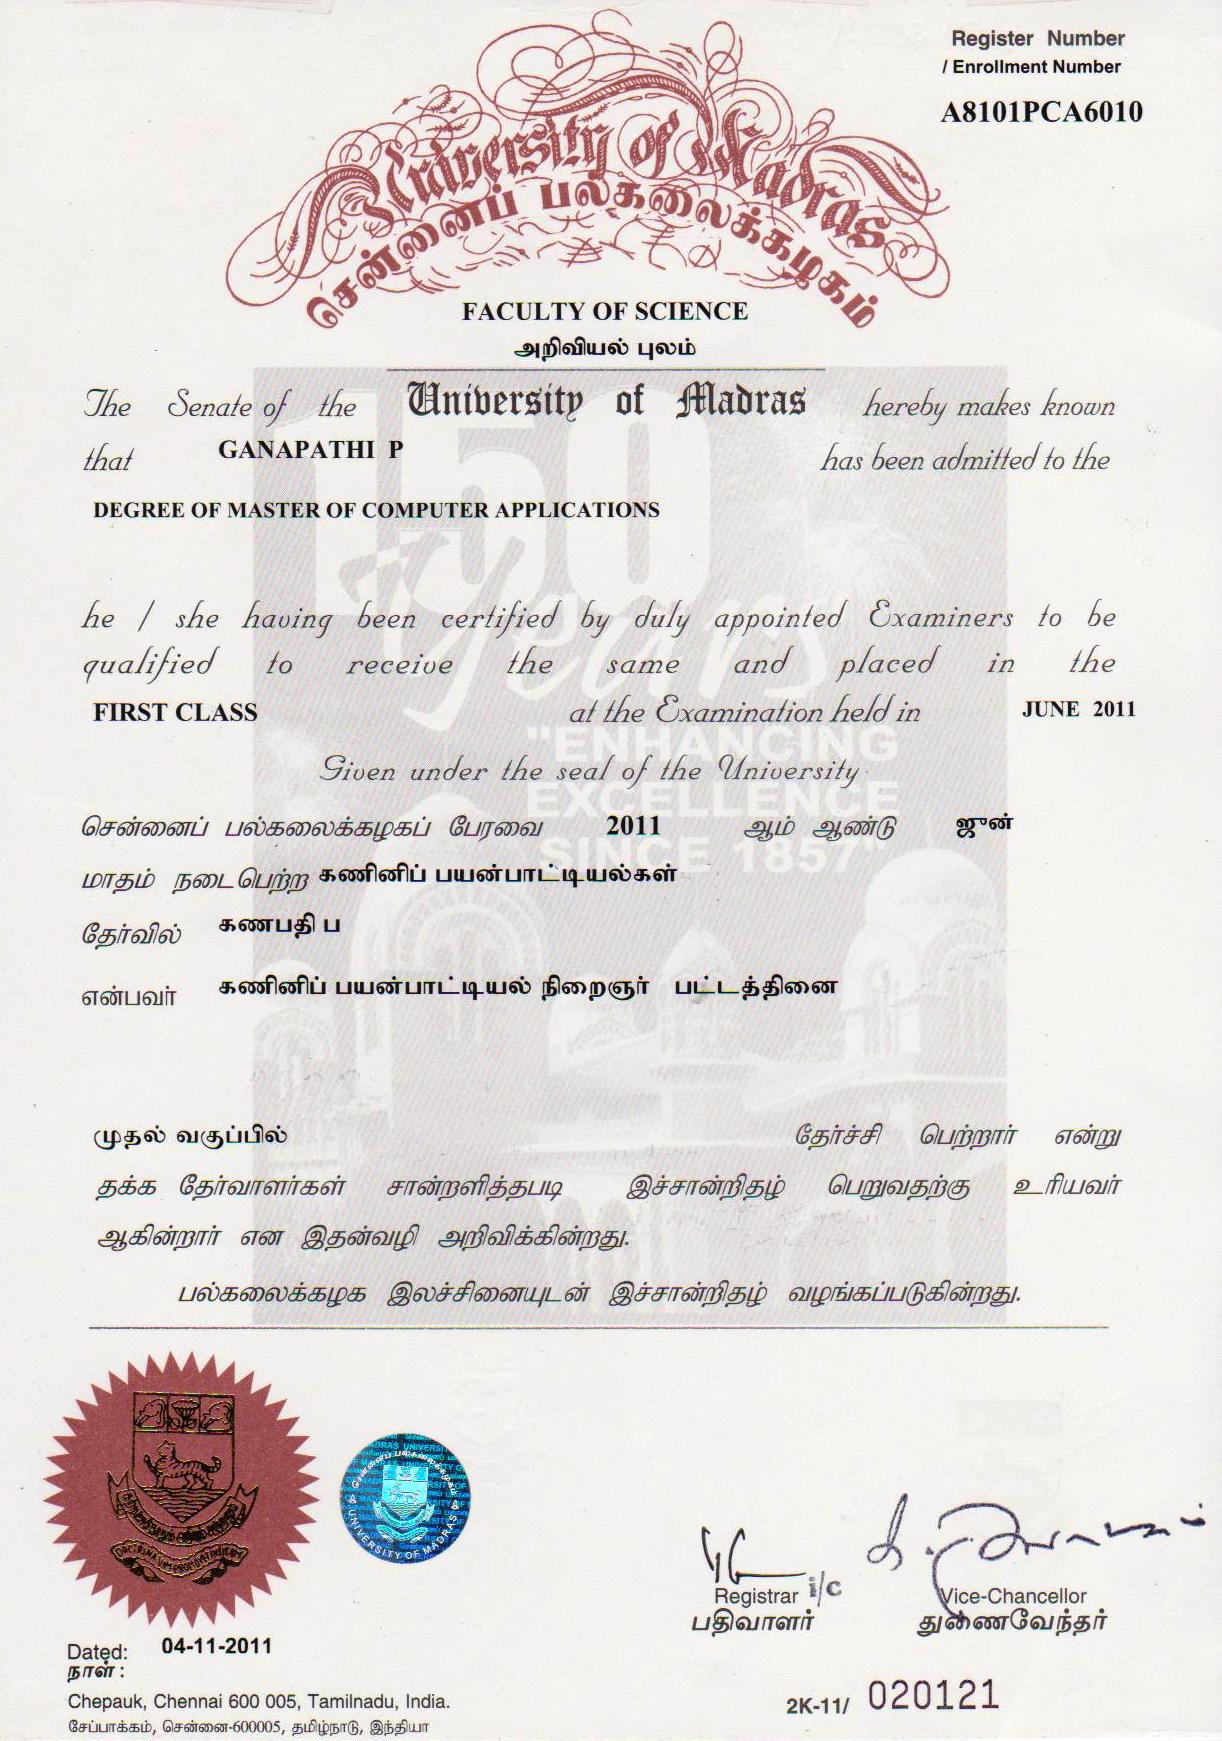 Register Number
/ Enrollment Number
A8101PCA6010
University of Madras
சென்னைப் பல்கலைக்கழகம்
FACULTY OF SCIENCE
அறிவியல் புலம்
The Senate of the University of Madras hereby makes known
that GANAPATHI P has been admitted to the
DEGREE OF MASTER OF COMPUTER APPLICATIONS
he / she having been certified by duly appointed Examiners to be
qualified to receive the same and placed in the
FIRST CLASS at the Examination held in JUNE 2011
Given under the seal of the University
சென்னைப் பல்கலைக்கழகப் பேரவை 2011 ஆம் ஆண்டு ஜுன்
மாதம் நடைபெற்ற கணினிப் பயன்பாட்டியல்கள்
தேர்வில் கணபதி ப
என்பவர் கணினிப் பயன்பாட்டியல் நிறைஞர் பட்டத்தினை
முதல் வகுப்பில் தேர்ச்சி பெற்றார் என்று
தக்க தேர்வாளர்கள் சான்றளித்தபடி இச்சான்றிதழ் பெறுவதற்கு உரியவர்
ஆகின்றார் என இதன்வழி அறிவிக்கின்றது.
பல்கலைக்கழக இலச்சினையுடன் இச்சான்றிதழ் வழங்கப்படுகின்றது.
150
Years
"ENHANCING
EXCELLENCE
SINCE 1857"
சென்னைப் பல்கலைக்கழகம்
UNIVERSITY OF MADRAS
Registrar i/c
பதிவாளர்
Vice-Chancellor
துணைவேந்தர்
Dated: 04-11-2011
நாள் :
Chepauk, Chennai 600 005, Tamilnadu, India.
சேப்பாக்கம், சென்னை-600005, தமிழ்நாடு, இந்தியா
2K-11/ 020121